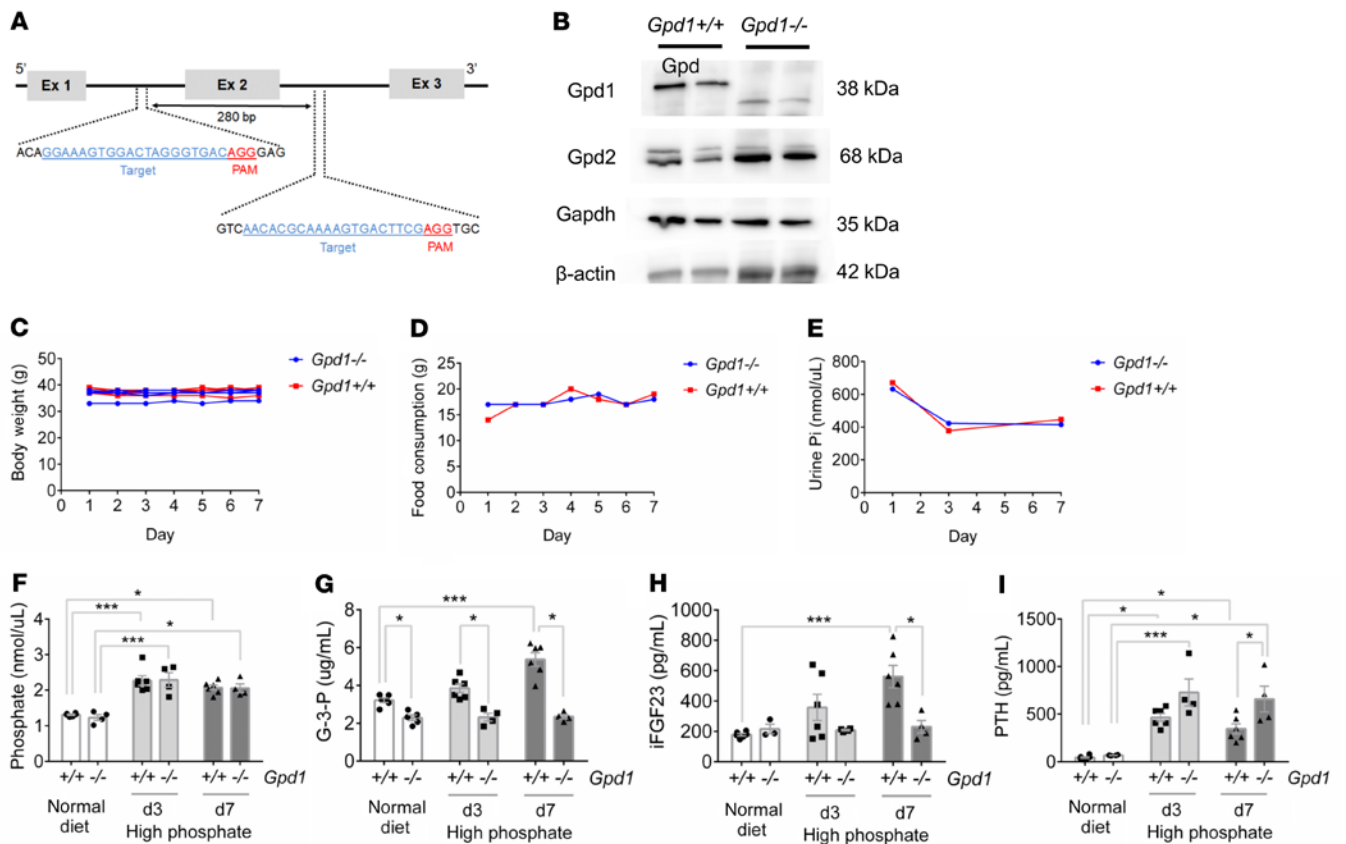 A
5'
3'
Ex 1
Ex 2
Ex 3
280 bp
ACAGGAAAGTGGACTAGGGTGACAGGGAG
Target PAM
GTCAACACGCAAAAGTGACTTCGAGGTGC
Target PAM
B
Gpd1+/+ Gpd1-/-
Gpd
Gpd1 38 kDa
Gpd2 68 kDa
Gapdh 35 kDa
β-actin 42 kDa
C
Body weight (g)
50
40
30
20
10
0
0 1 2 3 4 5 6 7
Day
Gpd1-/-
Gpd1+/+
D
Food consumption (g)
25
20
15
10
5
0
0 1 2 3 4 5 6 7
Day
Gpd1-/-
Gpd1+/+
E
Urine Pi (nmol/uL)
800
600
400
200
0
0 1 2 3 4 5 6 7
Day
Gpd1-/-
Gpd1+/+
F
Phosphate (nmol/uL)
4
3
2
1
0
*
***
*
***
+/+ -/- +/+ -/- +/+ -/- Gpd1
Normal diet
d3 d7
High phosphate
G
G-3-P (ug/mL)
8
6
4
2
0
***
* * *
+/+ -/- +/+ -/- +/+ -/- Gpd1
Normal diet
d3 d7
High phosphate
H
iFGF23 (pg/mL)
1000
800
600
400
200
0
*** *
+/+ -/- +/+ -/- +/+ -/- Gpd1
Normal diet
d3 d7
High phosphate
I
PTH (pg/mL)
1500
1000
500
0
*
* *
*** *
+/+ -/- +/+ -/- +/+ -/- Gpd1
Normal diet
d3 d7
High phosphate